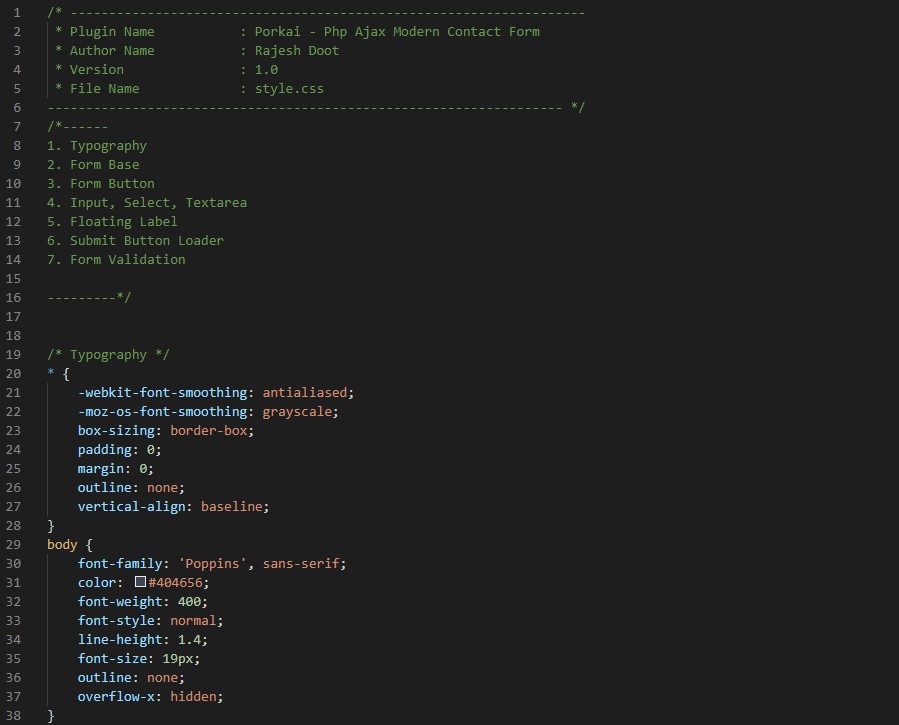 1 /* -------------------------------------------------------------------
2  * Plugin Name           : Porkai - Php Ajax Modern Contact Form
3  * Author Name           : Rajesh Doot
4  * Version               : 1.0
5  * File Name             : style.css
6 ------------------------------------------------------------------- */
7 /*------
8 1. Typography
9 2. Form Base
10 3. Form Button
11 4. Input, Select, Textarea
12 5. Floating Label
13 6. Submit Button Loader
14 7. Form Validation
15
16 ---------*/
17
18
19 /* Typography */
20 * {
21     -webkit-font-smoothing: antialiased;
22     -moz-os-font-smoothing: grayscale;
23     box-sizing: border-box;
24     padding: 0;
25     margin: 0;
26     outline: none;
27     vertical-align: baseline;
28 }
29 body {
30     font-family: 'Poppins', sans-serif;
31     color: #404656;
32     font-weight: 400;
33     font-style: normal;
34     line-height: 1.4;
35     font-size: 19px;
36     outline: none;
37     overflow-x: hidden;
38 }